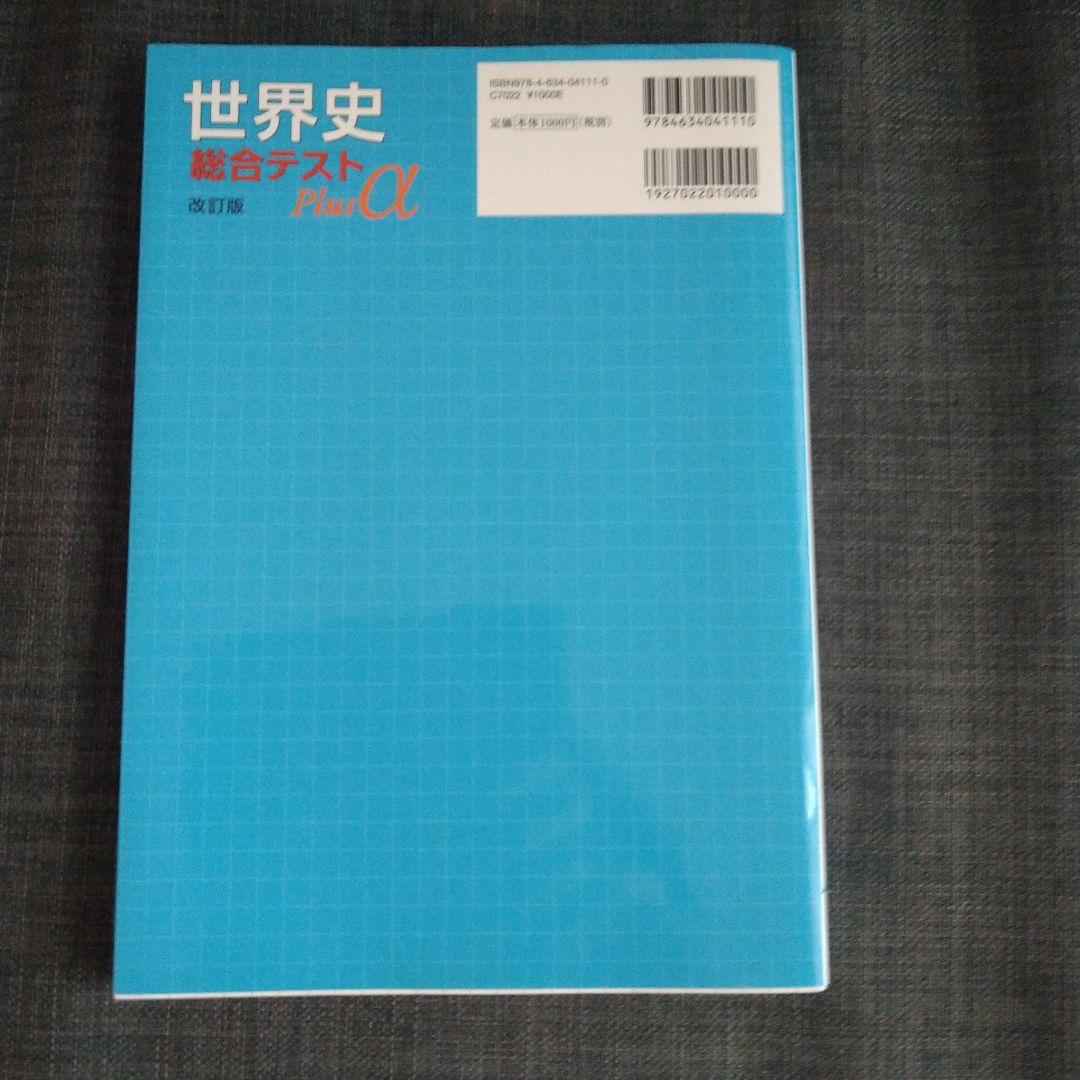 世界史
総合テスト
Plusα
改訂版
ISBN978-4-634-04111-0
C7022 ¥1000E
定価[本体1000円](税別)
9784634041110
1927022010000